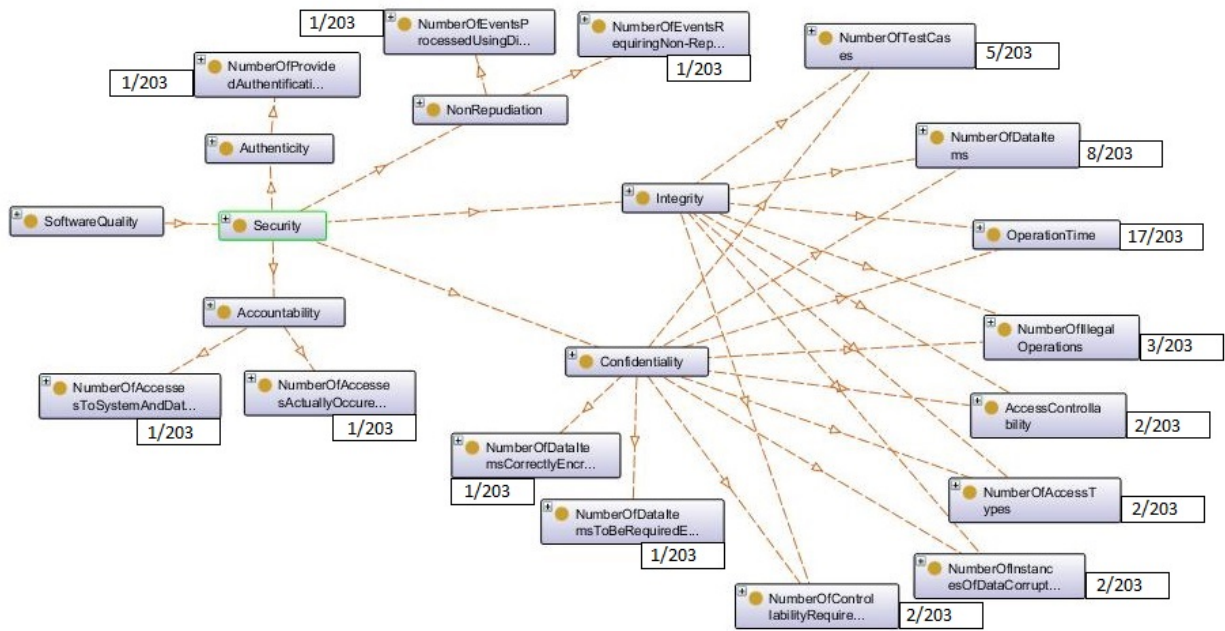 1/203
NumberOfEventsP
rocessedUsingDi...
NumberOfEventsR
equiringNon-Rep...
1/203
NumberOfTestCas
es
5/203
1/203
NumberOfProvide
dAuthentificati...
NonRepudiation
Authenticity
NumberOfDataIte
ms
8/203
SoftwareQuality
Security
Integrity
OperationTime
17/203
Accountability
NumberOfIllegal
Operations
3/203
Confidentiality
NumberOfAccesse
sToSystemAndDat...
1/203
NumberOfAccess
esActuallyOccure...
1/203
AccessControlla
bility
2/203
NumberOfDataIte
msCorrectlyEncr...
1/203
NumberOfAccessT
ypes
2/203
NumberOfDataIte
msToBeRequiredE...
1/203
NumberOfInstanc
esOfDataCorrupt...
2/203
NumberOfControl
labilityRequire...
2/203